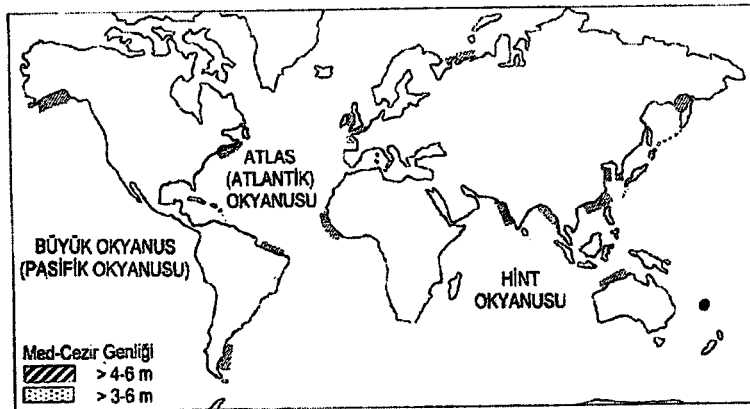 ATLAS
(ATLANTİK)
OKYANUSU
BÜYÜK OKYANUS
(PASİFİK OKYANUSU)
HİNT
OKYANUSU
Med-Cezir Genliği
> 4-6 m
> 3-6 m